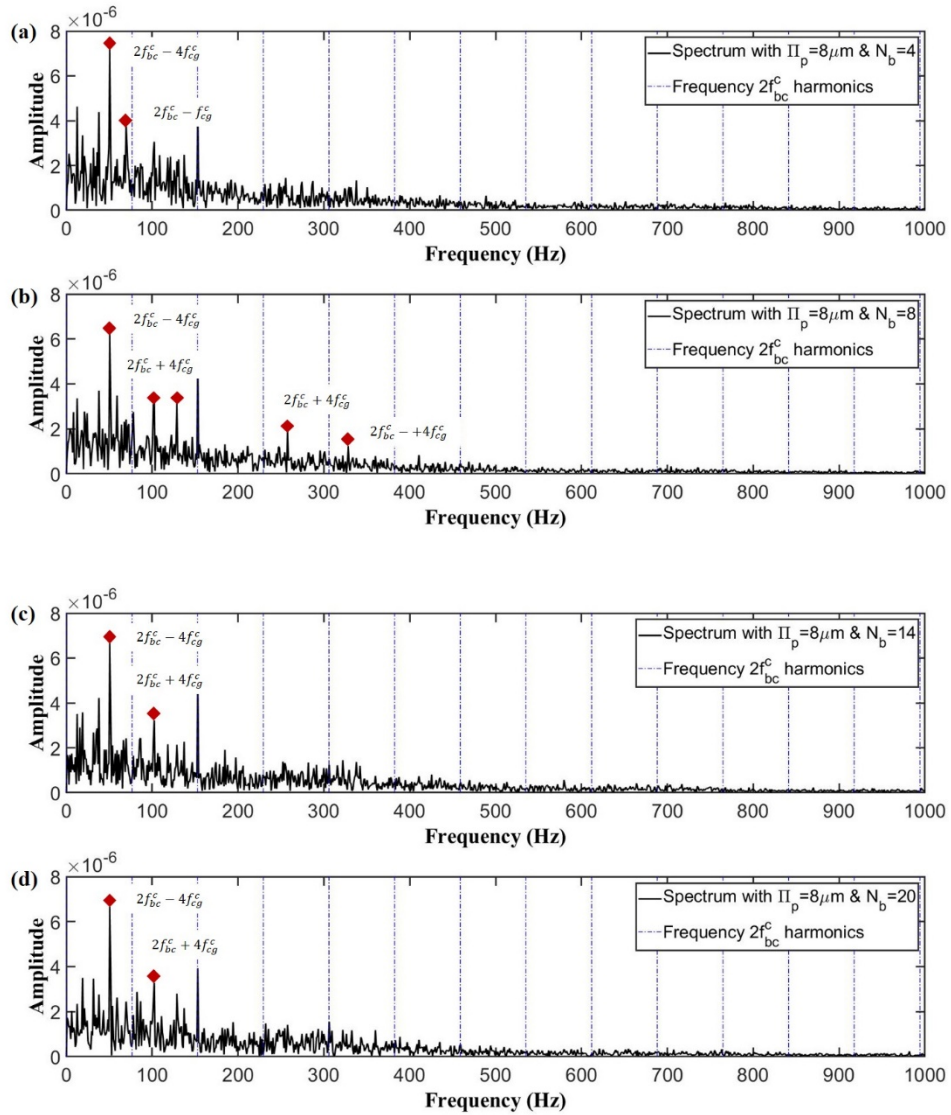 (a)
×10⁻⁶
8
6
4
2
0
Amplitude
2f_bc^c − 4f_cg^c
2f_bc^c − f_cg^c
Spectrum with Π_p=8μm & N_b=4
Frequency 2f_bc^c harmonics
0 100 200 300 400 500 600 700 800 900 1000
Frequency (Hz)
(b)
×10⁻⁶
8
6
4
2
0
Amplitude
2f_bc^c − 4f_cg^c
2f_bc^c + 4f_cg^c
2f_bc^c + 4f_cg^c
2f_bc^c − +4f_cg^c
Spectrum with Π_p=8μm & N_b=8
Frequency 2f_bc^c harmonics
0 100 200 300 400 500 600 700 800 900 1000
Frequency (Hz)
(c)
×10⁻⁶
8
6
4
2
0
Amplitude
2f_bc^c − 4f_cg^c
2f_bc^c + 4f_cg^c
Spectrum with Π_p=8μm & N_b=14
Frequency 2f_bc^c harmonics
0 100 200 300 400 500 600 700 800 900 1000
Frequency (Hz)
(d)
×10⁻⁶
8
6
4
2
0
Amplitude
2f_bc^c − 4f_cg^c
2f_bc^c + 4f_cg^c
Spectrum with Π_p=8μm & N_b=20
Frequency 2f_bc^c harmonics
0 100 200 300 400 500 600 700 800 900 1000
Frequency (Hz)